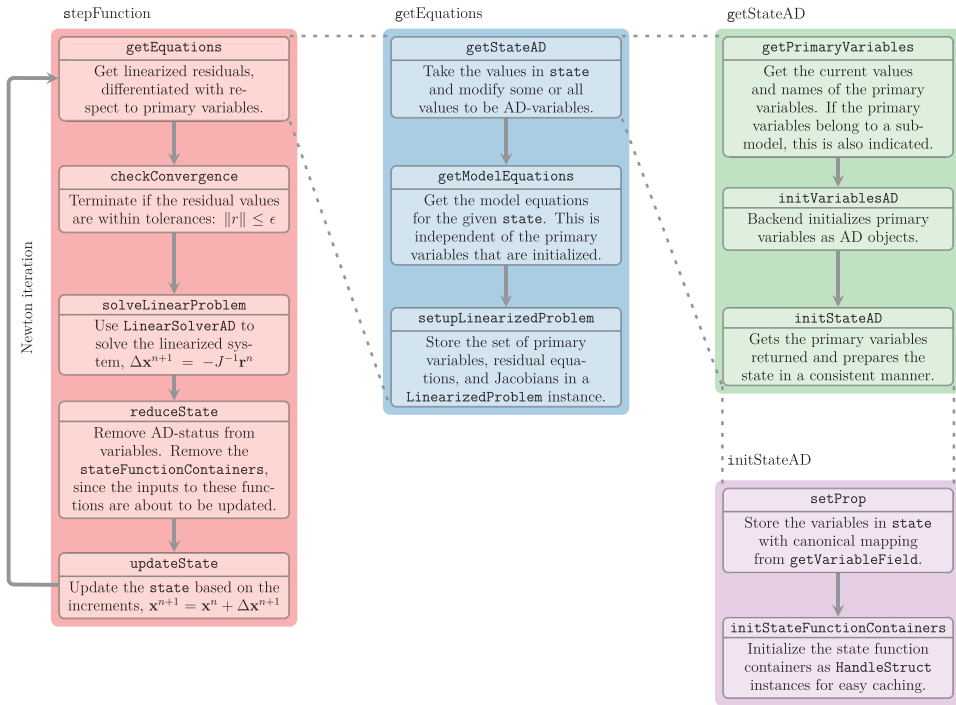 stepFunction
getEquations
Get linearized residuals,
differentiated with re-
spect to primary variables.
checkConvergence
Terminate if the residual values
are within tolerances: ‖r‖ ≤ ϵ
solveLinearProblem
Use LinearSolverAD to
solve the linearized sys-
tem, Δx^{n+1} = −J^{−1}r^n
reduceState
Remove AD-status from
variables. Remove the
stateFunctionContainers,
since the inputs to these func-
tions are about to be updated.
updateState
Update the state based on the
increments, x^{n+1} = x^n + Δx^{n+1}
Newton iteration
getEquations
getStateAD
Take the values in state
and modify some or all
values to be AD-variables.
getModelEquations
Get the model equations
for the given state. This is
independent of the primary
variables that are initialized.
setupLinearizedProblem
Store the set of primary
variables, residual equa-
tions, and Jacobians in a
LinearizedProblem instance.
getStateAD
getPrimaryVariables
Get the current values
and names of the primary
variables. If the primary
variables belong to a sub-
model, this is also indicated.
initVariablesAD
Backend initializes primary
variables as AD objects.
initStateAD
Gets the primary variables
returned and prepares the
state in a consistent manner.
initStateAD
setProp
Store the variables in state
with canonical mapping
from getVariableField.
initStateFunctionContainers
Initialize the state function
containers as HandleStruct
instances for easy caching.